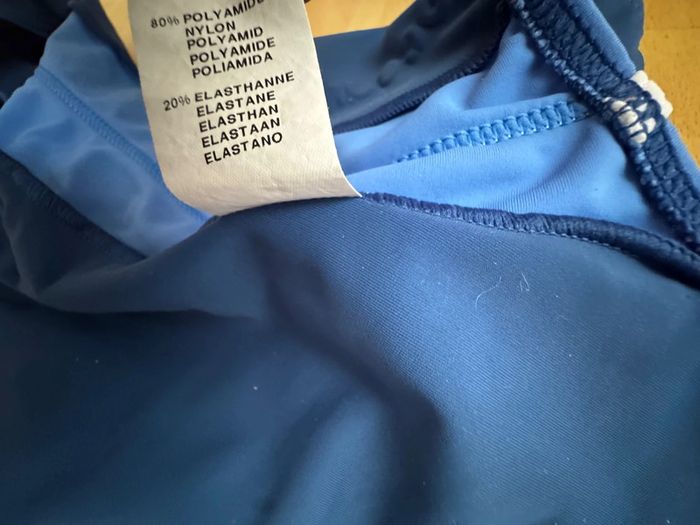 80% POLYAMIDE
NYLON
POLYAMID
POLYAMIDE
POLIAMIDA
20% ELASTHANNE
ELASTANE
ELASTHAN
ELASTAAN
ELASTANO